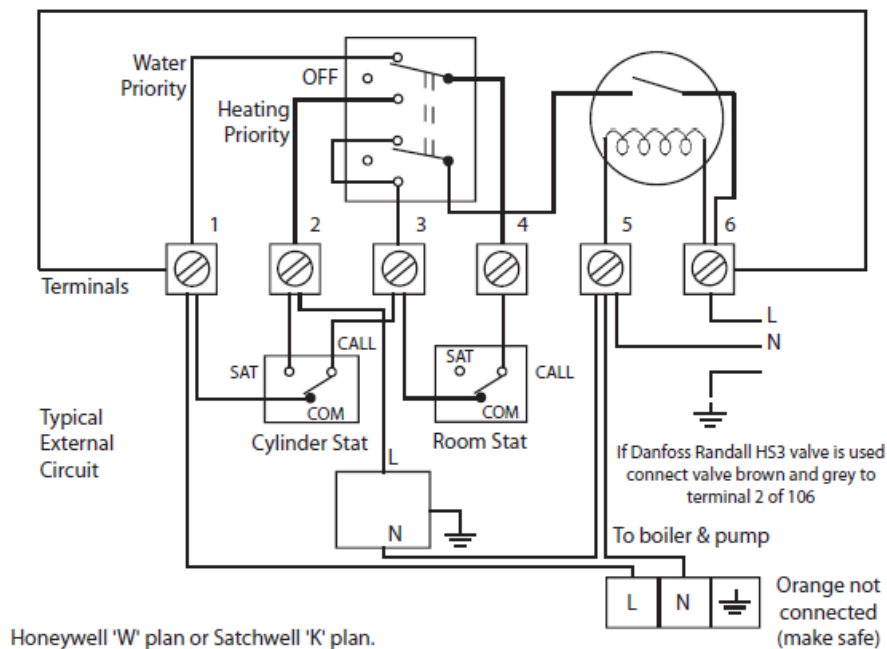 Water
Priority
OFF
Heating
Priority
1
2
3
4
5
6
Terminals
L
N
SAT
CALL
COM
Cylinder Stat
SAT
CALL
COM
Room Stat
Typical
External
Circuit
If Danfoss Randall HS3 valve is used
connect valve brown and grey to
terminal 2 of 106
L
N
To boiler & pump
L
N
Orange not
connected
(make safe)
Honeywell 'W' plan or Satchwell 'K' plan.